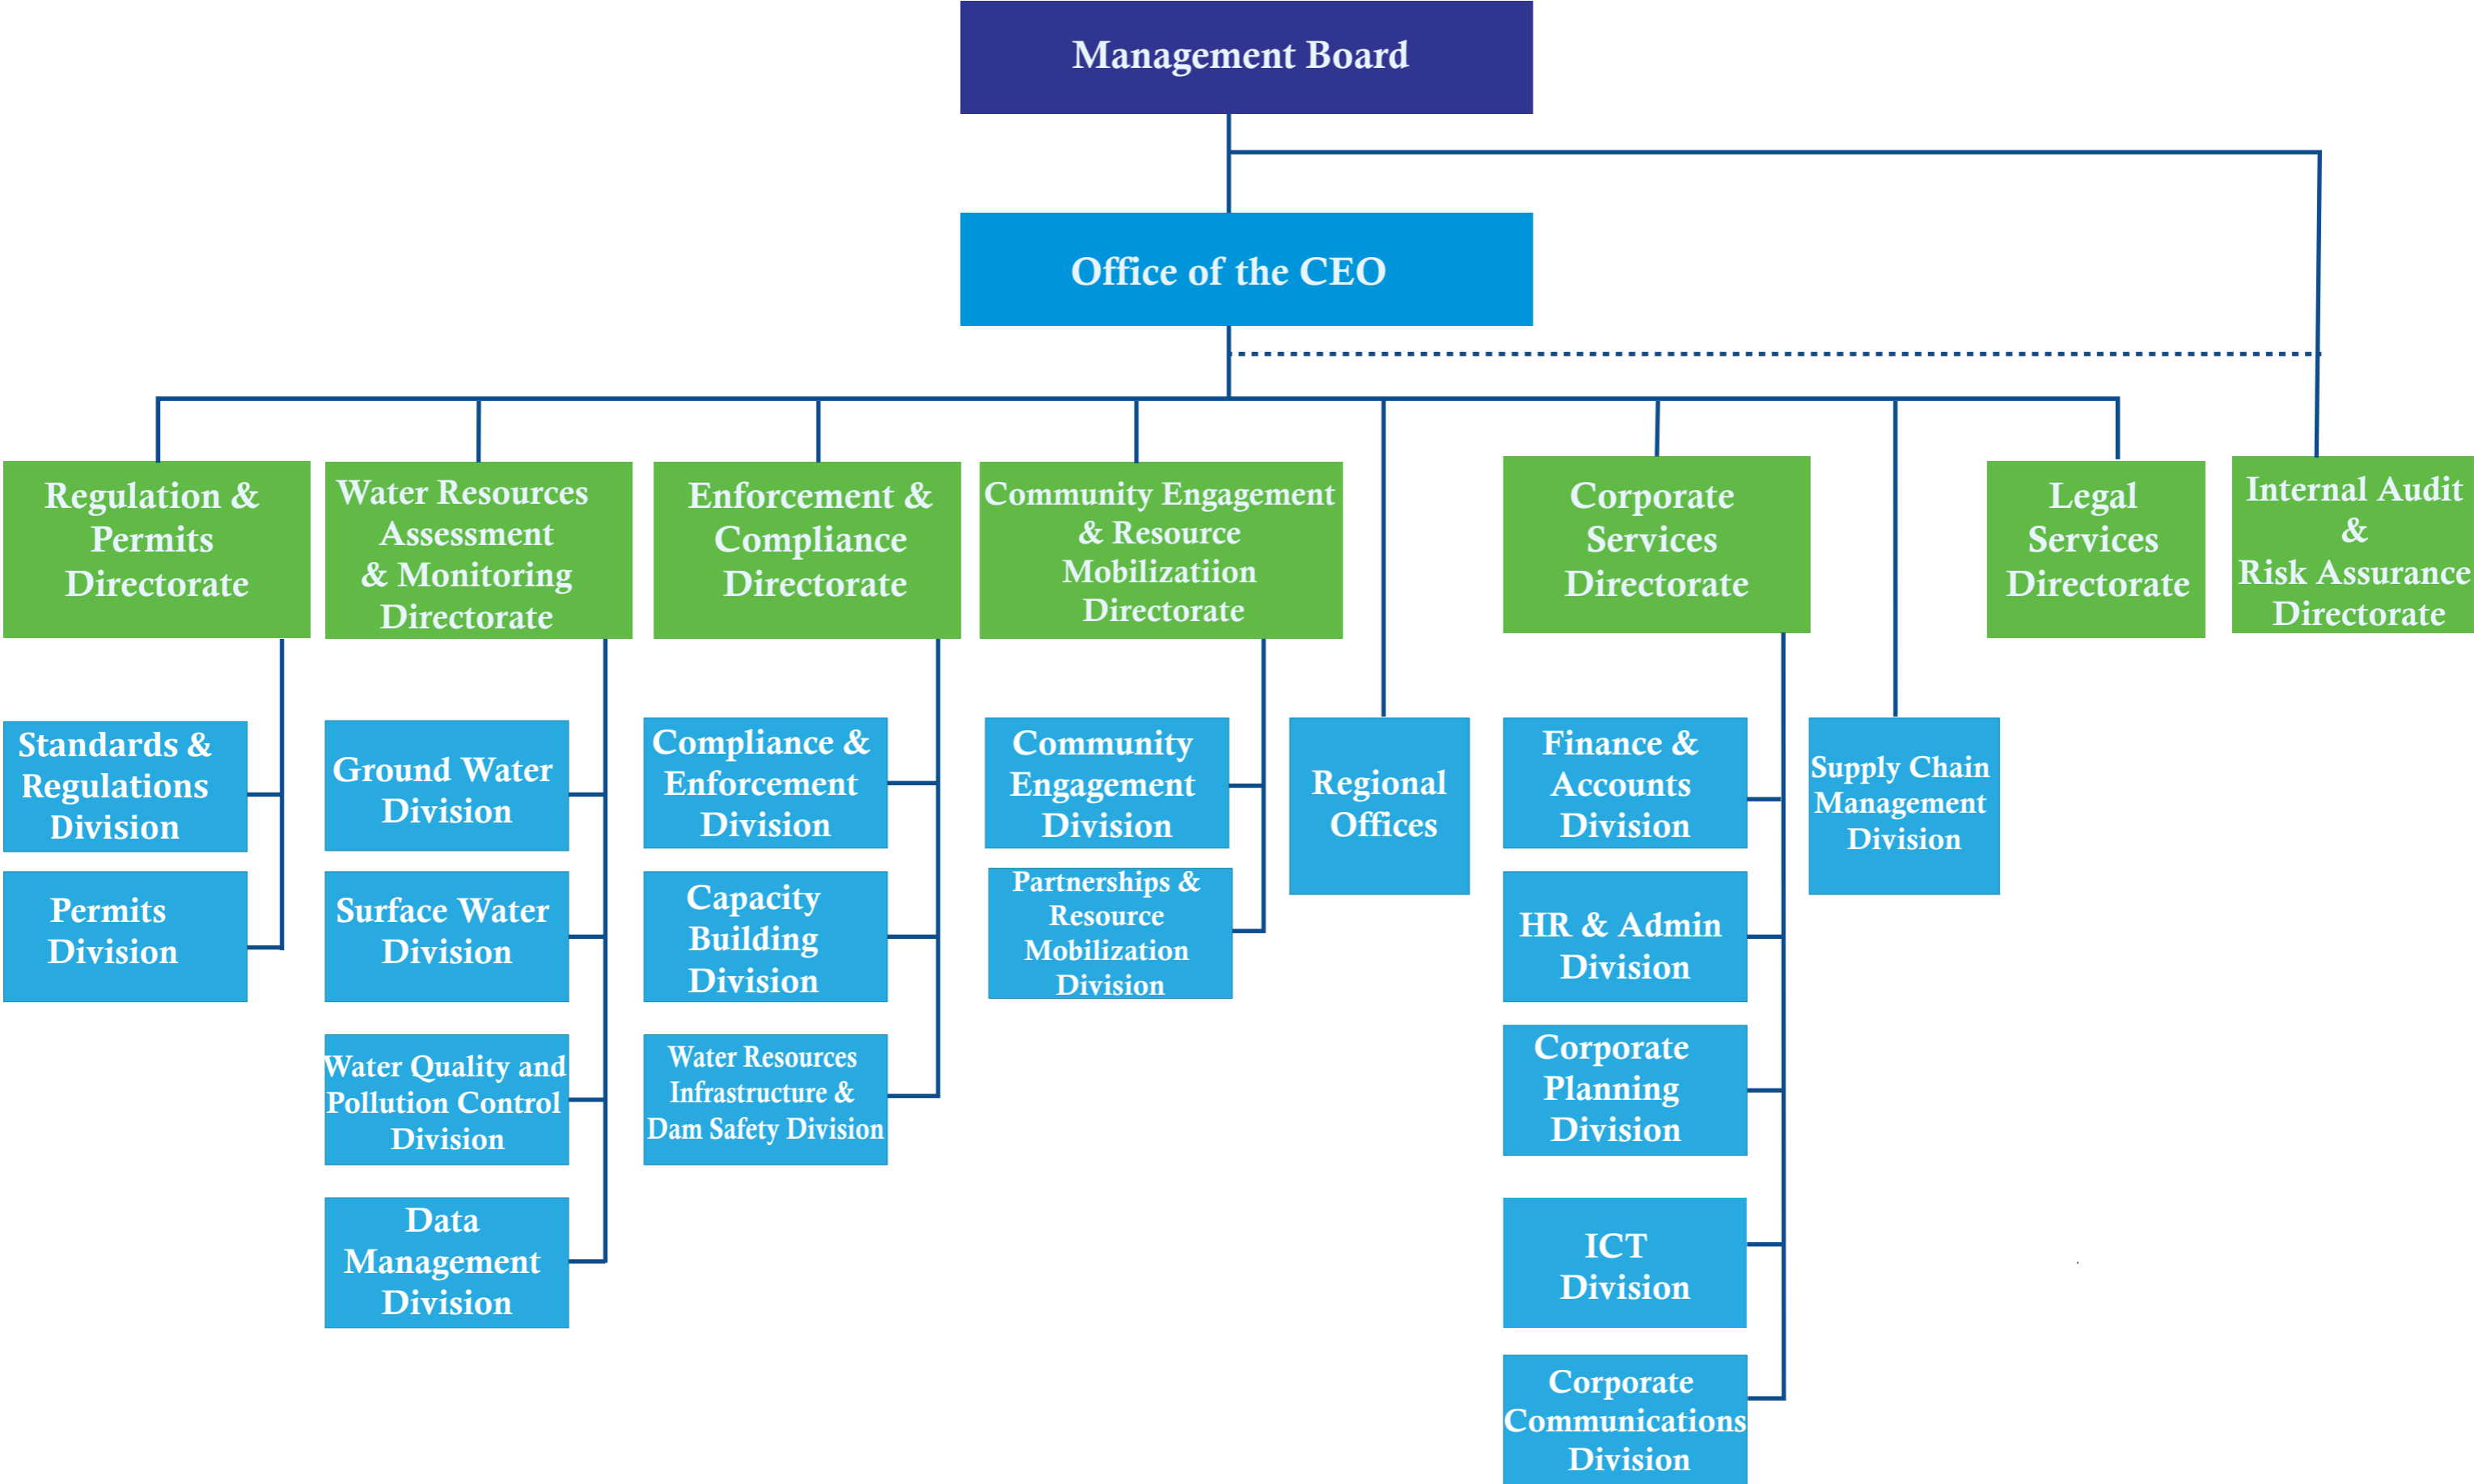 Management Board
Office of the CEO
Regulation &
Permits
Directorate
Water Resources
Assessment
& Monitoring
Directorate
Enforcement &
Compliance
Directorate
Community Engagement
& Resource
Mobilizatiion
Directorate
Corporate
Services
Directorate
Legal
Services
Directorate
Internal Audit
&
Risk Assurance
Directorate
Standards &
Regulations
Division
Permits
Division
Ground Water
Division
Surface Water
Division
Water Quality and
Pollution Control
Division
Data
Management
Division
Compliance &
Enforcement
Division
Capacity
Building
Division
Water Resources
Infrastructure &
Dam Safety Division
Community
Engagement
Division
Partnerships &
Resource
Mobilization
Division
Regional
Offices
Finance &
Accounts
Division
HR & Admin
Division
Corporate
Planning
Division
ICT
Division
Corporate
Communications
Division
Supply Chain
Management
Division